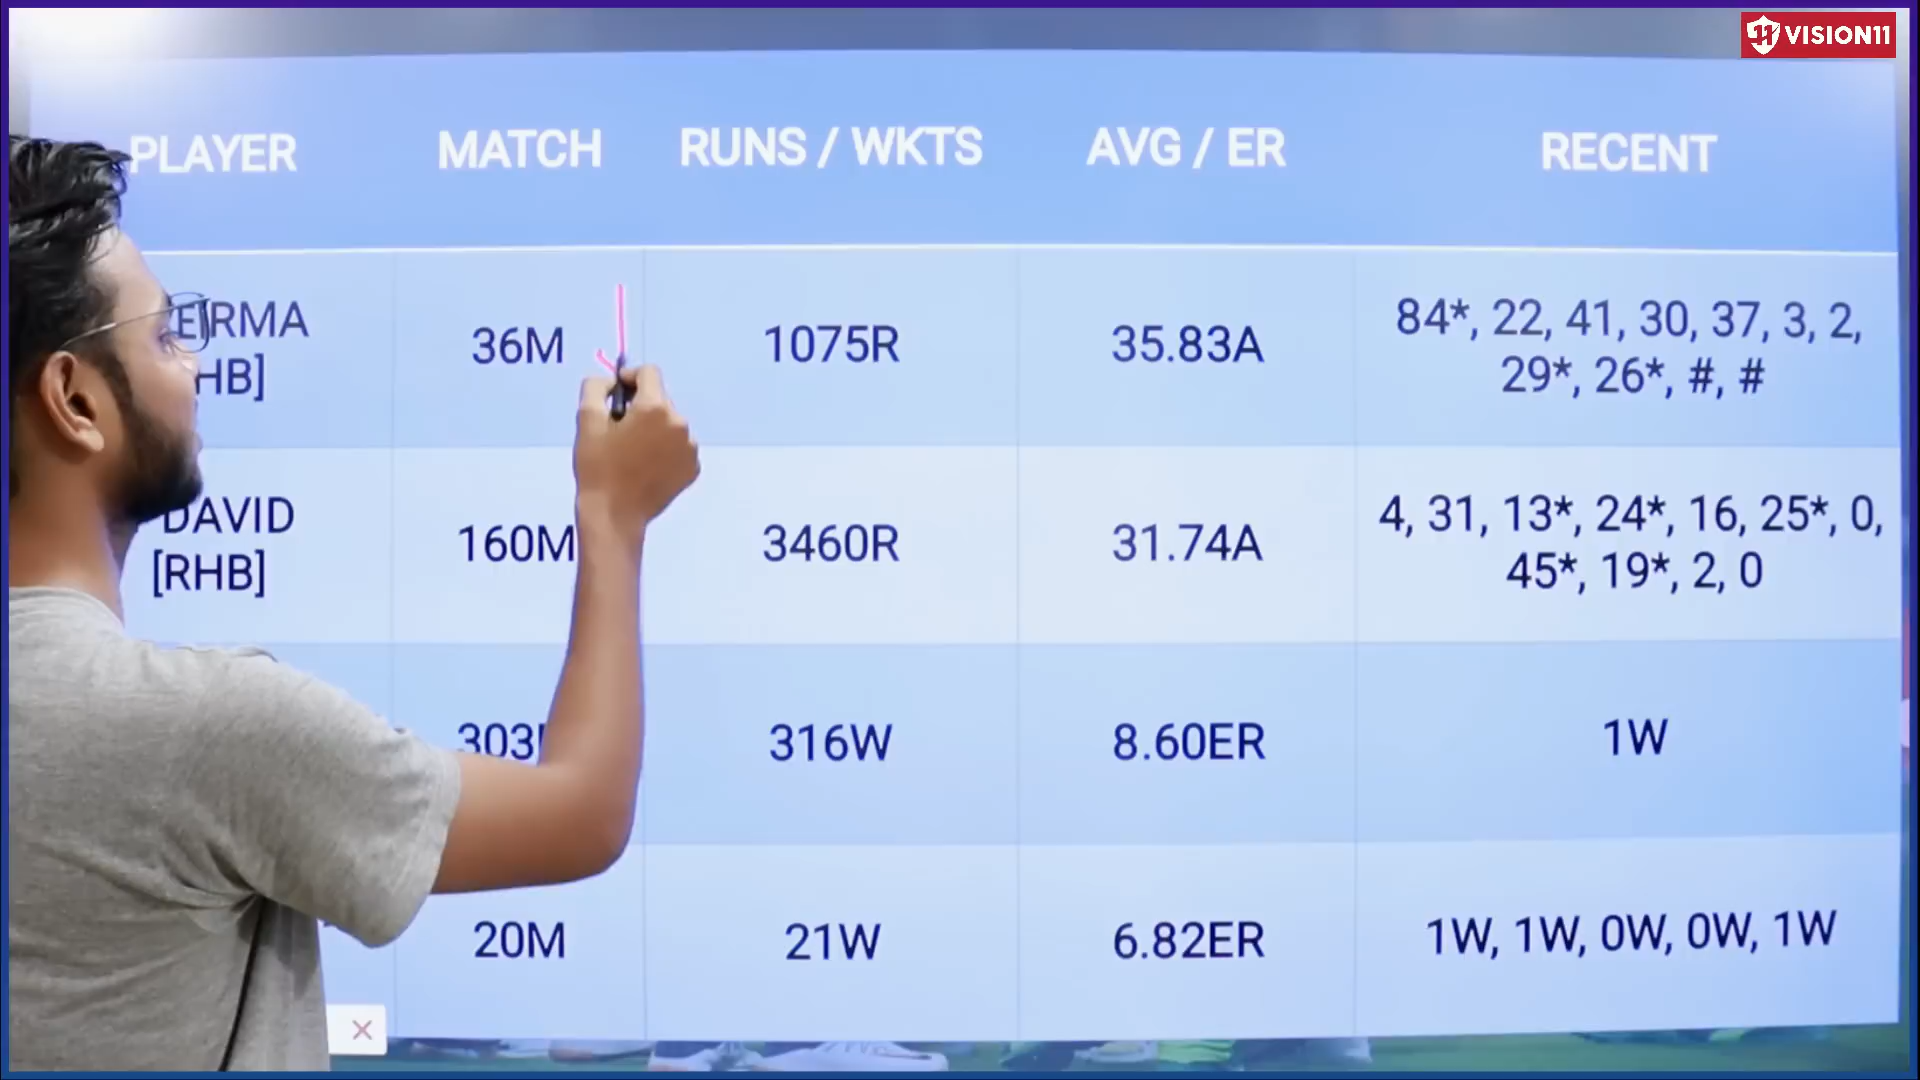 VISION11
PLAYER MATCH RUNS / WKTS AVG / ER RECENT
36M 1075R 35.83A 84*, 22, 41, 30, 37, 3, 2,
[RHB] 29*, 26*, #, #
DAVID 160M 3460R 31.74A 4, 31, 13*, 24*, 16, 25*, 0,
[RHB] 45*, 19*, 2, 0
316W 8.60ER 1W
20M 21W 6.82ER 1W, 1W, 0W, 0W, 1W